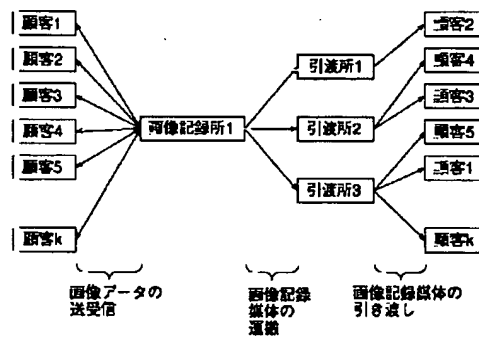 顧客1
顧客2
顧客3
顧客4
顧客5
顧客k
画像記録所1
引渡所1
引渡所2
引渡所3
顧客2
顧客4
顧客3
顧客5
顧客1
顧客k
画像データの
送受信
画像記録
媒体の
運搬
画像記録媒体の
引き渡し